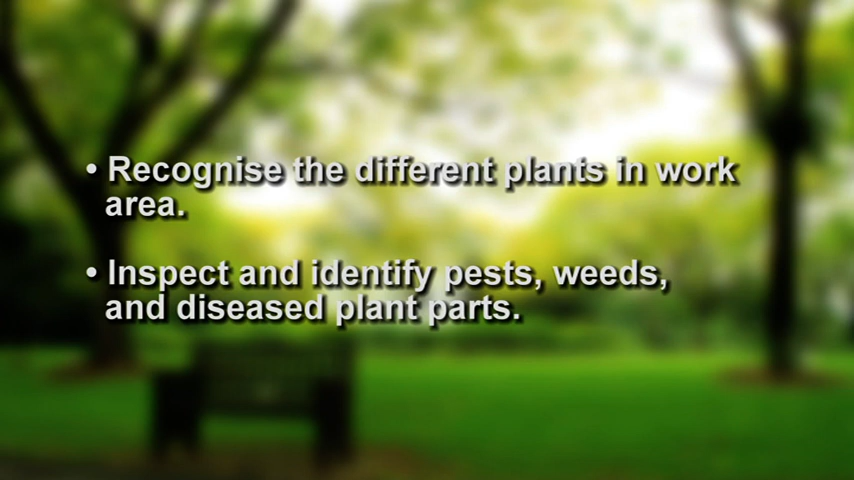 • Recognise the different plants in work
area.
• Inspect and identify pests, weeds,
and diseased plant parts.